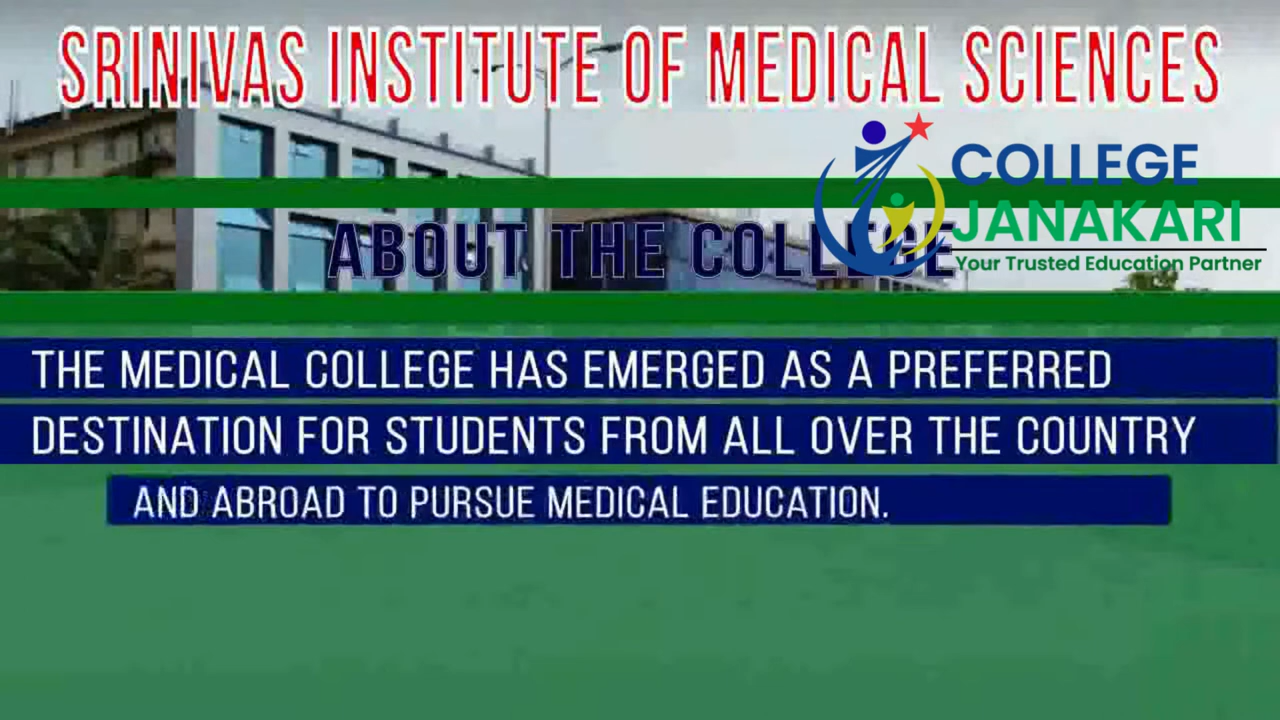 SRINIVAS INSTITUTE OF MEDICAL SCIENCES
COLLEGE
JANAKARI
Your Trusted Education Partner
ABOUT THE COLLEGE
THE MEDICAL COLLEGE HAS EMERGED AS A PREFERRED
DESTINATION FOR STUDENTS FROM ALL OVER THE COUNTRY
AND ABROAD TO PURSUE MEDICAL EDUCATION.